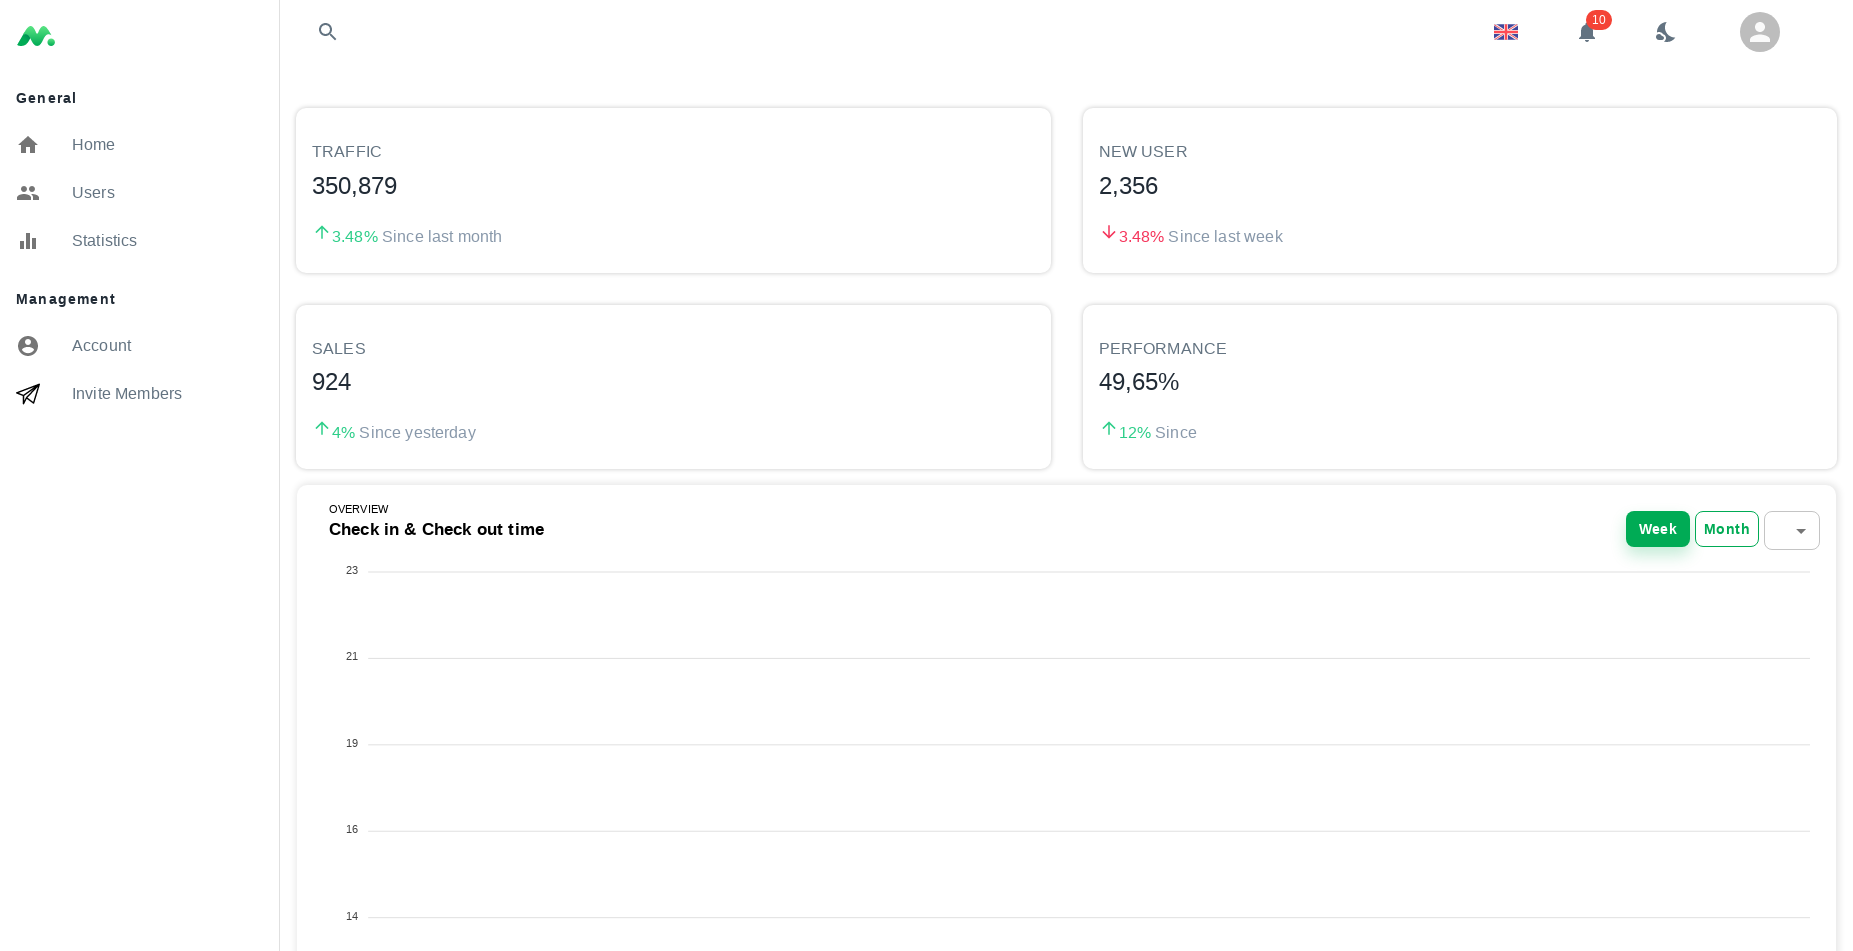 10
General
Home
Users
Statistics
Management
Account
Invite Members
TRAFFIC
350,879
3.48% Since last month
NEW USER
2,356
3.48% Since last week
SALES
924
4% Since yesterday
PERFORMANCE
49,65%
12% Since
OVERVIEW
Check in & Check out time
Week
Month
23
21
19
16
14